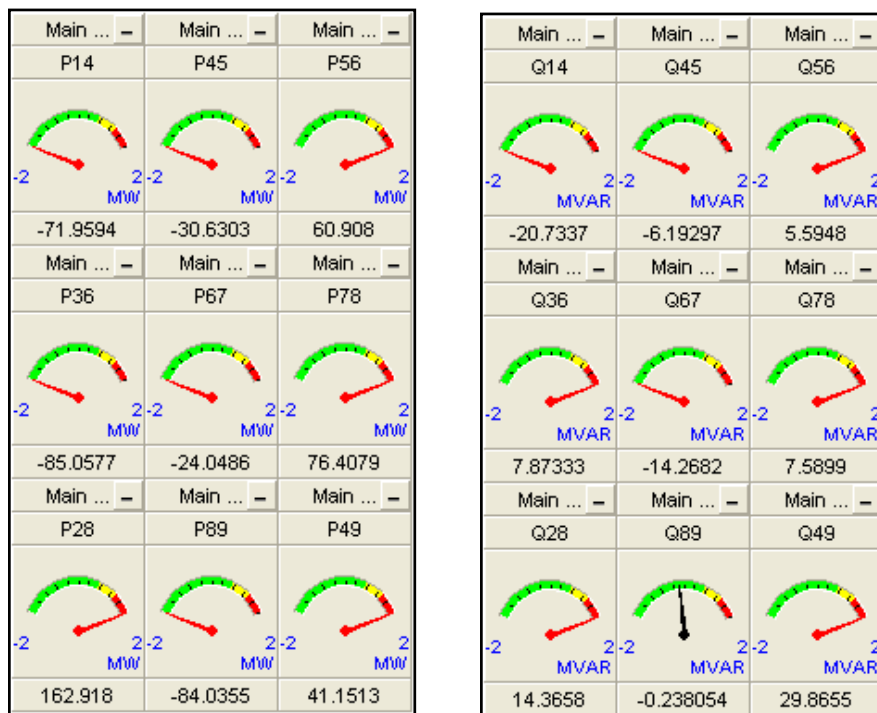 Main ... – Main ... – Main ... –
P14 P45 P56
-2 2 -2 2 -2 2
MW MW MW
-71.9594 -30.6303 60.908
Main ... – Main ... – Main ... –
P36 P67 P78
-2 2 -2 2 -2 2
MW MW MW
-85.0577 -24.0486 76.4079
Main ... – Main ... – Main ... –
P28 P89 P49
-2 2 -2 2 -2 2
MW MW MW
162.918 -84.0355 41.1513
Main ... – Main ... – Main ... –
Q14 Q45 Q56
-2 2 -2 2 -2 2
MVAR MVAR MVAR
-20.7337 -6.19297 5.5948
Main ... – Main ... – Main ... –
Q36 Q67 Q78
-2 2 -2 2 -2 2
MVAR MVAR MVAR
7.87333 -14.2682 7.5899
Main ... – Main ... – Main ... –
Q28 Q89 Q49
-2 2 -2 2 -2 2
MVAR MVAR MVAR
14.3658 -0.238054 29.8655